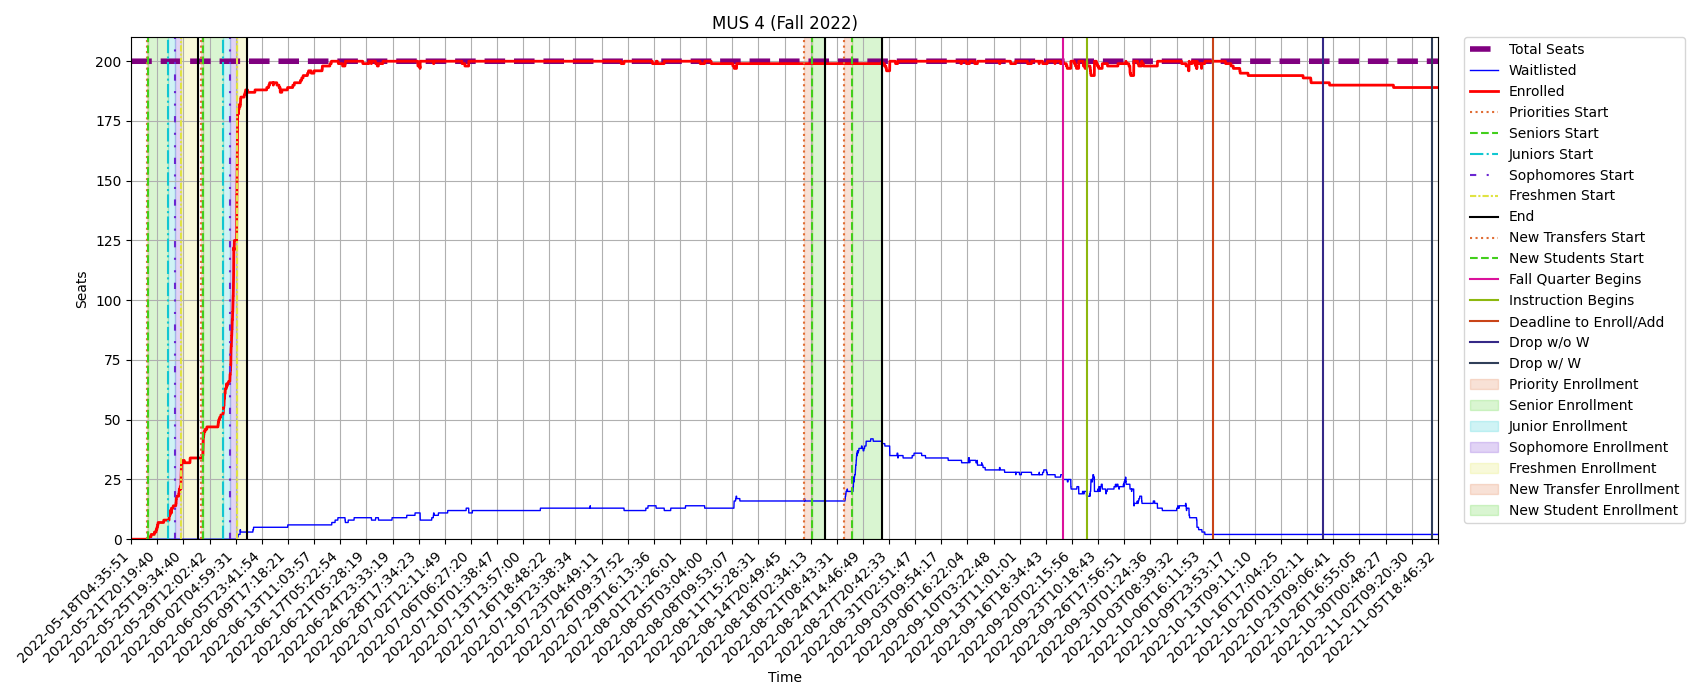 MUS 4 (Fall 2022)
Seats
200
175
150
125
100
75
50
25
0
2022-05-18T04:35:51
2022-05-21T20:19:40
2022-05-25T19:34:40
2022-05-29T12:02:42
2022-06-02T04:59:31
2022-06-05T23:41:54
2022-06-09T17:18:21
2022-06-13T11:03:57
2022-06-17T05:22:54
2022-06-21T05:28:19
2022-06-24T23:33:19
2022-06-28T17:34:23
2022-07-02T12:11:49
2022-07-06T06:27:20
2022-07-10T01:38:47
2022-07-13T13:57:00
2022-07-16T18:48:22
2022-07-19T23:38:34
2022-07-23T04:49:11
2022-07-26T09:37:52
2022-07-29T16:13:36
2022-08-01T21:26:01
2022-08-05T03:04:00
2022-08-08T09:53:07
2022-08-11T15:28:31
2022-08-14T20:49:45
2022-08-18T02:34:13
2022-08-21T08:43:31
2022-08-24T14:46:49
2022-08-27T20:42:33
2022-08-31T02:51:47
2022-09-03T09:54:17
2022-09-06T16:22:04
2022-09-10T03:22:48
2022-09-13T11:01:01
2022-09-16T18:34:43
2022-09-20T02:15:56
2022-09-23T10:18:43
2022-09-26T17:56:51
2022-09-30T01:24:36
2022-10-03T08:39:32
2022-10-06T16:11:53
2022-10-09T23:53:17
2022-10-13T09:11:10
2022-10-16T17:04:25
2022-10-20T01:02:11
2022-10-23T09:06:41
2022-10-26T16:55:05
2022-10-30T00:48:27
2022-11-02T09:20:30
2022-11-05T18:46:32
Time
Total Seats
Waitlisted
Enrolled
Priorities Start
Seniors Start
Juniors Start
Sophomores Start
Freshmen Start
End
New Transfers Start
New Students Start
Fall Quarter Begins
Instruction Begins
Deadline to Enroll/Add
Drop w/o W
Drop w/ W
Priority Enrollment
Senior Enrollment
Junior Enrollment
Sophomore Enrollment
Freshmen Enrollment
New Transfer Enrollment
New Student Enrollment